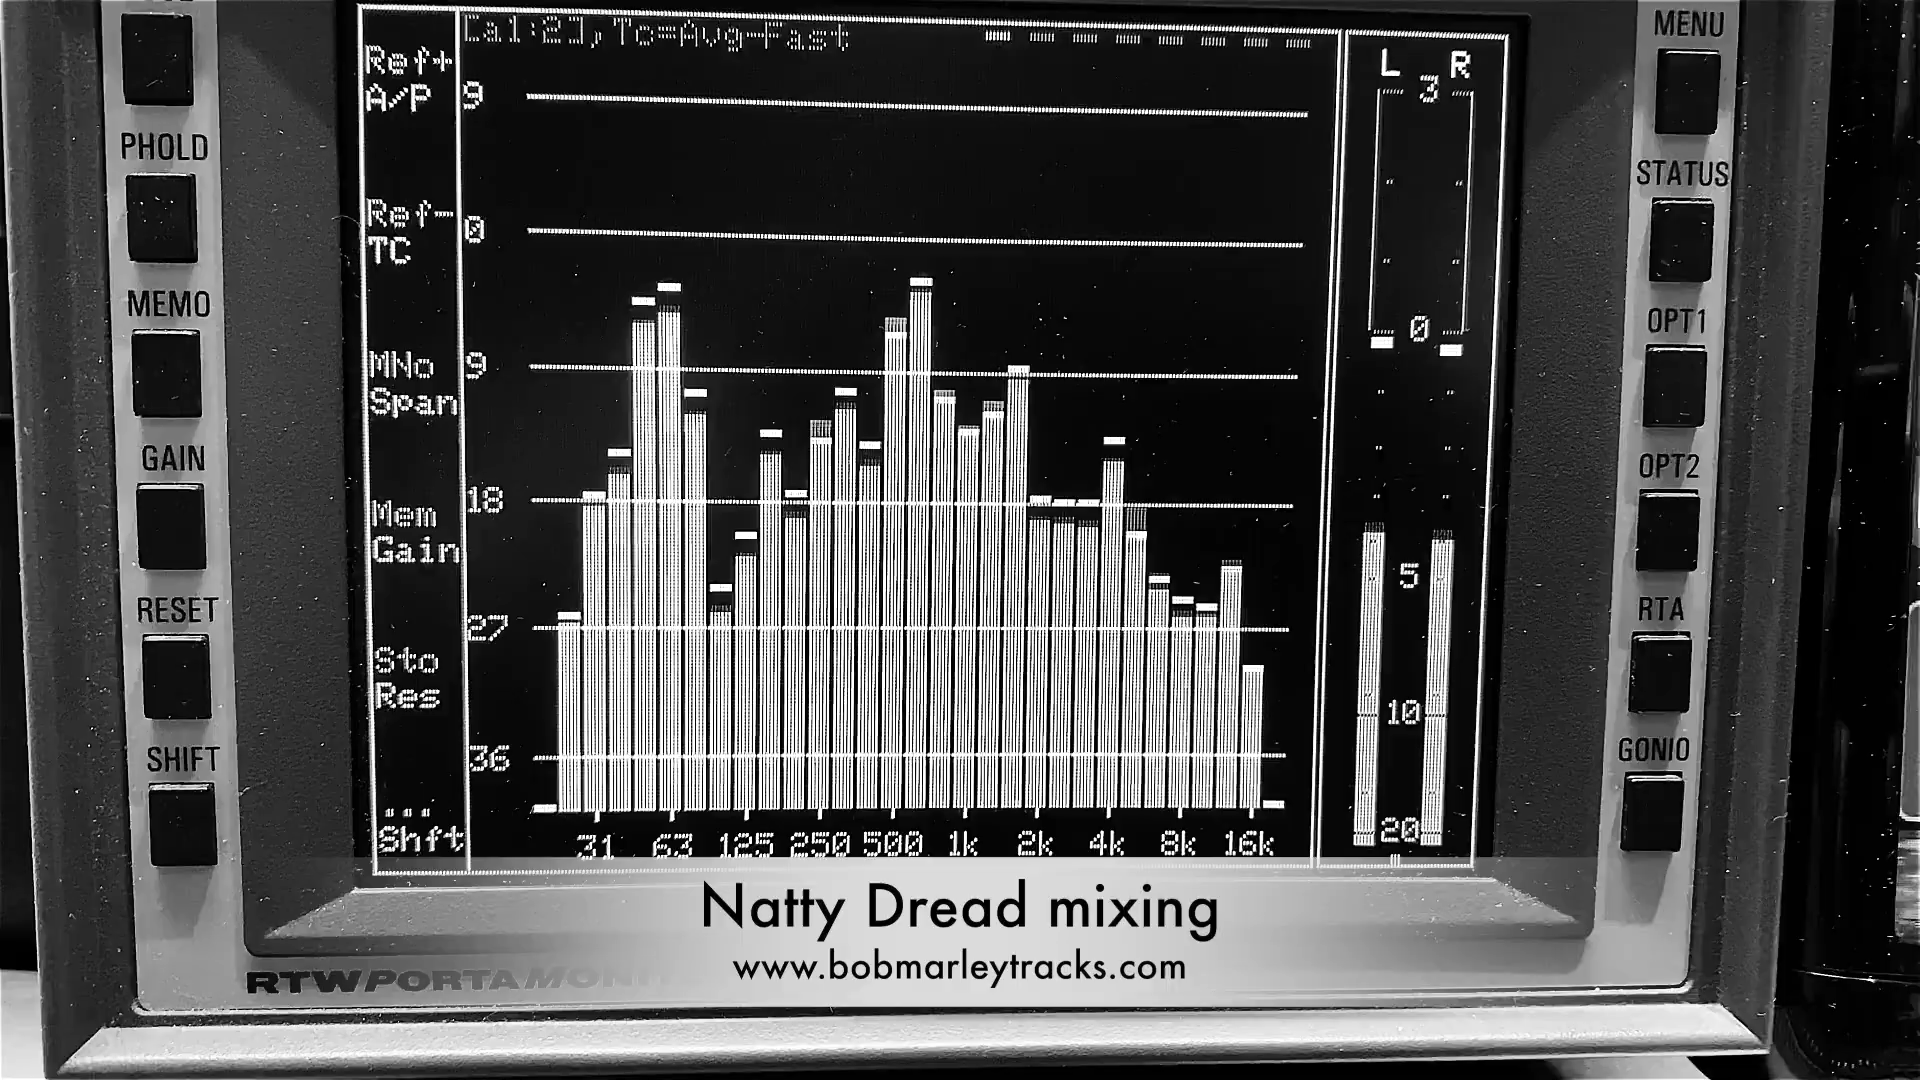 Cal:2],Tc=Avg-Fast
Ref+
A/P
9
PHOLD
Ref-
TC
0
MEMO
MNo
Span
9
GAIN
18
Mem
Gain
RESET
27
Sto
Res
SHIFT
36
...
Shft
31 63 125 250 500 1k 2k 4k 8k 16k
L R
3
0
5
10
20
MENU
STATUS
OPT1
OPT2
RTA
GONIO
Natty Dread mixing
www.bobmarleytracks.com
RTW PORTAMONI